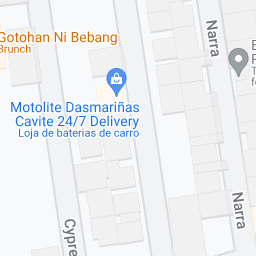 Gotohan Ni Bebang
Brunch
Narra
Motolite Dasmariñas
Cavite 24/7 Delivery
Loja de baterias de carro
Narra
Cypre